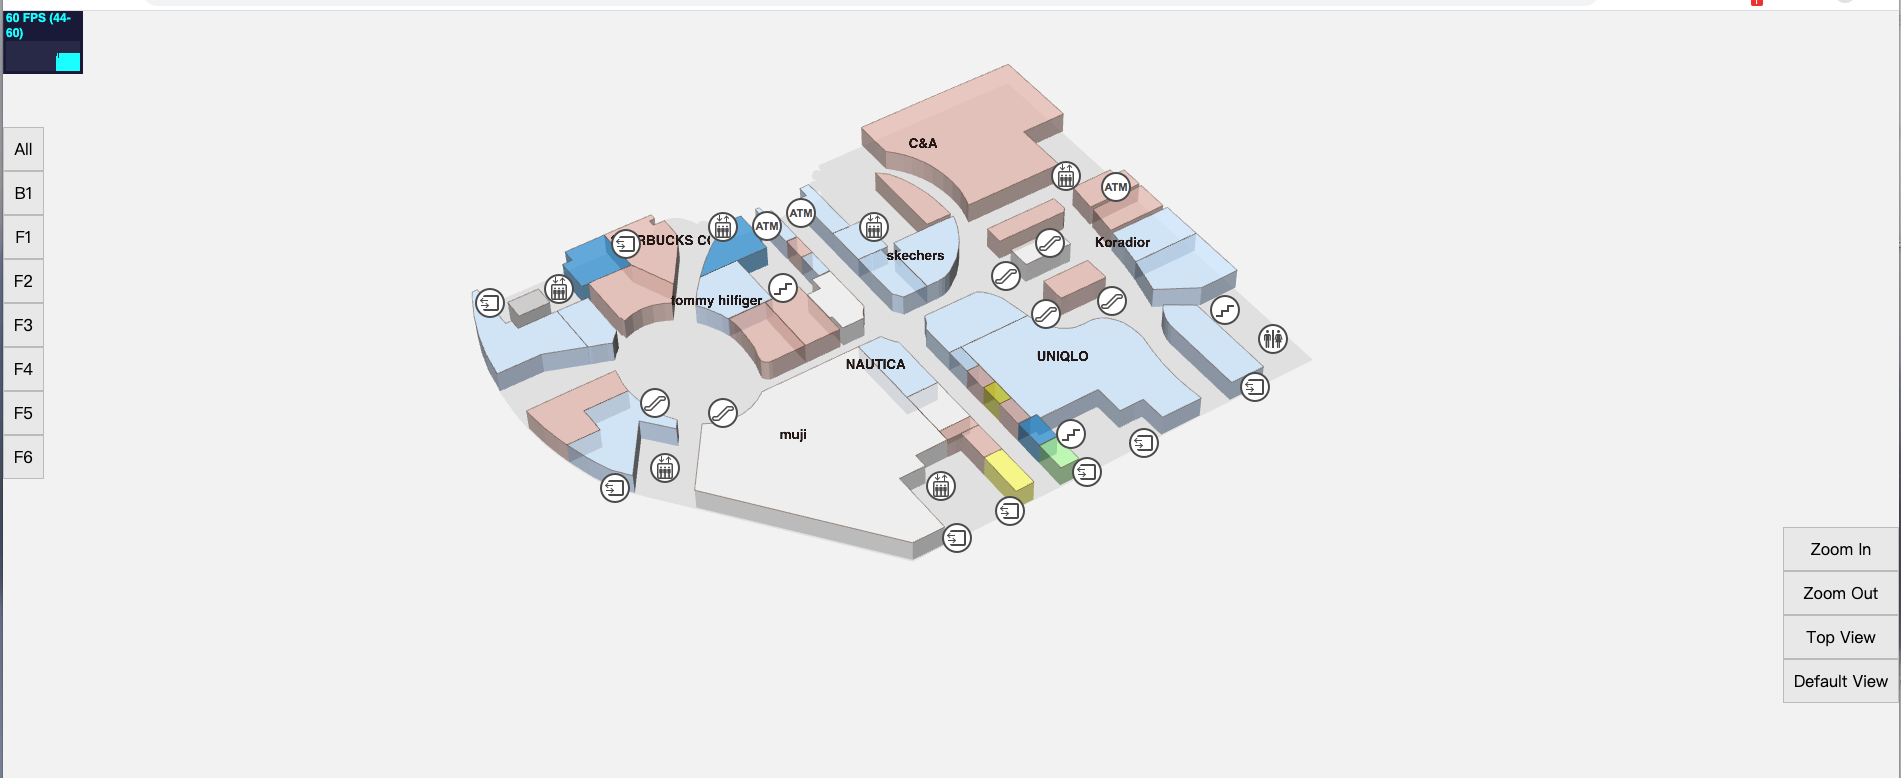 60 FPS (44-
60)
All
B1
F1
F2
F3
F4
F5
F6
C&A
ATM
ATM
ATM
Koradior
skechers
tommy hilfiger
UNIQLO
NAUTICA
muji
Zoom In
Zoom Out
Top View
Default View